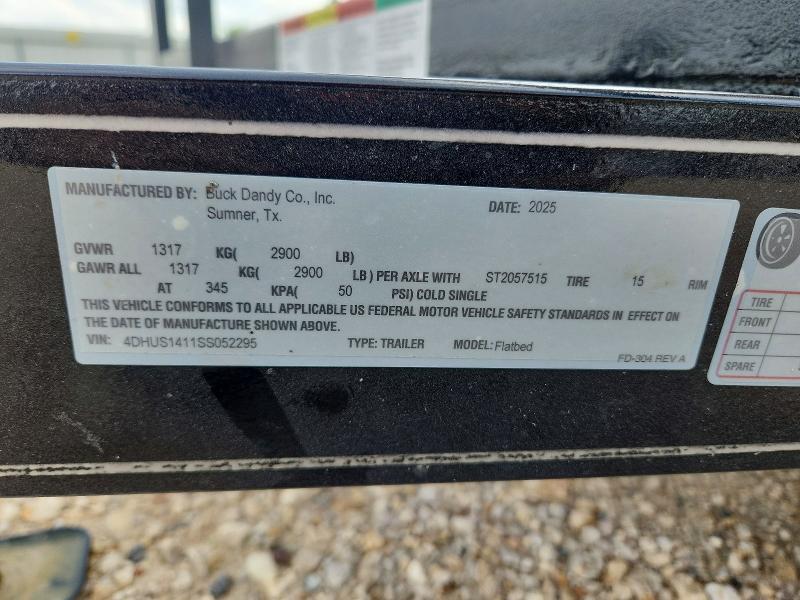 MANUFACTURED BY: Buck Dandy Co., Inc.
Sumner, Tx.
DATE: 2025
GVWR 1317 KG( 2900 LB)
GAWR ALL 1317 KG( 2900 LB ) PER AXLE WITH ST2057515 TIRE 15 RIM
AT 345 KPA( 50 PSI) COLD SINGLE
THIS VEHICLE CONFORMS TO ALL APPLICABLE US FEDERAL MOTOR VEHICLE SAFETY STANDARDS IN EFFECT ON
THE DATE OF MANUFACTURE SHOWN ABOVE.
VIN: 4DHUS1411SS052295 TYPE: TRAILER MODEL: Flatbed
FD-304 REV A
TIRE
FRONT
REAR
SPARE